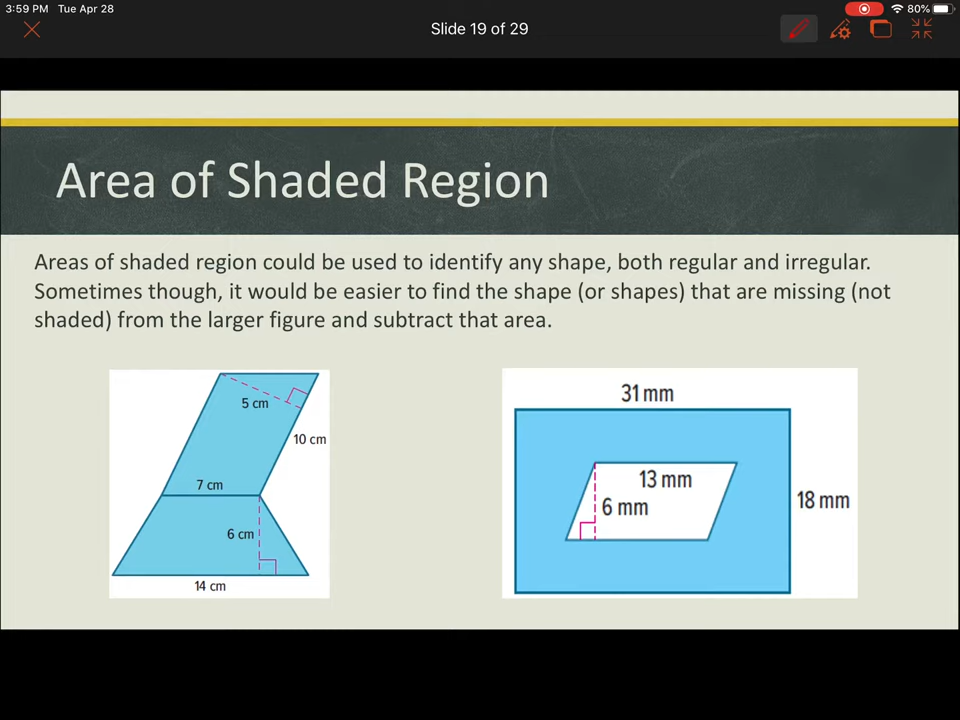 3:59 PM Tue Apr 28
80%
Slide 19 of 29
Area of Shaded Region
Areas of shaded region could be used to identify any shape, both regular and irregular.
Sometimes though, it would be easier to find the shape (or shapes) that are missing (not
shaded) from the larger figure and subtract that area.
5 cm
10 cm
7 cm
6 cm
14 cm
31 mm
13 mm
6 mm
18 mm